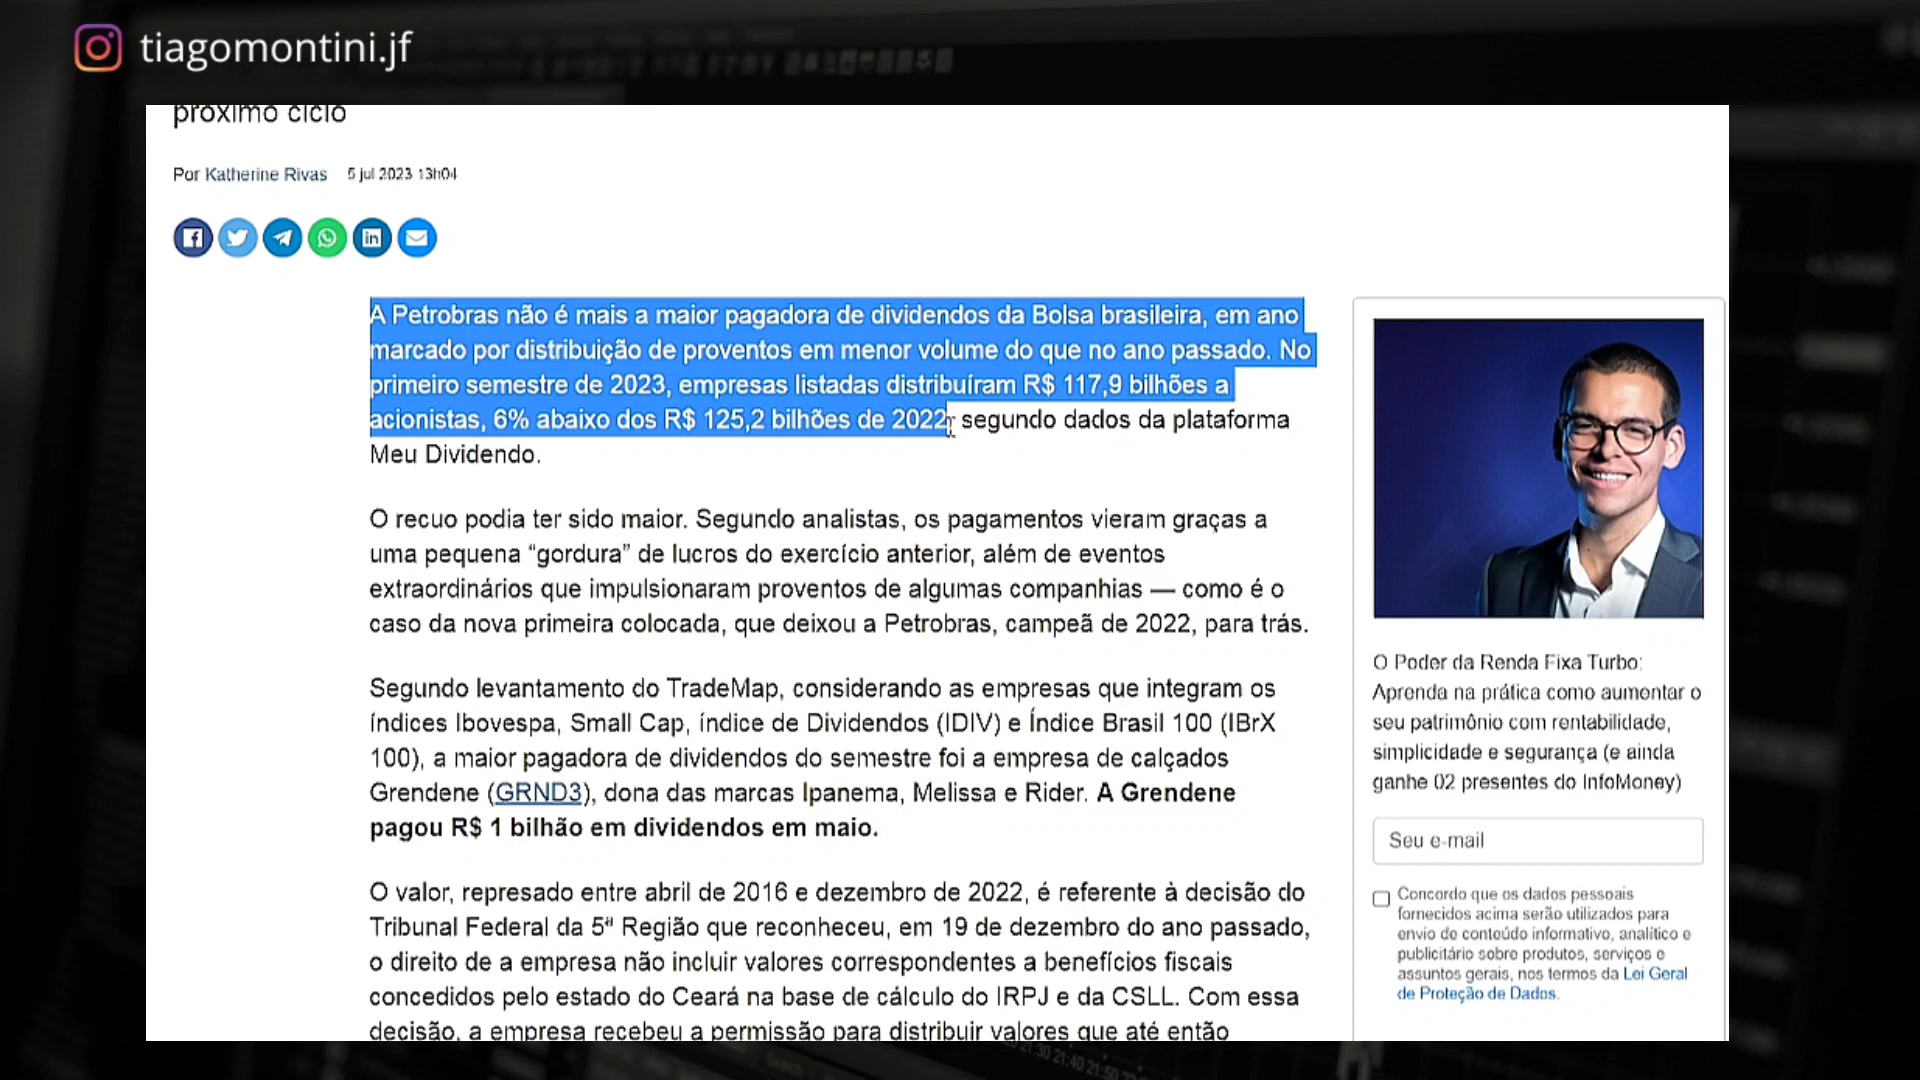 tiagomontini.jf
próximo ciclo
Por Katherine Rivas 5 jul 2023 13h04
A Petrobras não é mais a maior pagadora de dividendos da Bolsa brasileira, em ano
marcado por distribuição de proventos em menor volume do que no ano passado. No
primeiro semestre de 2023, empresas listadas distribuíram R$ 117,9 bilhões a
acionistas, 6% abaixo dos R$ 125,2 bilhões de 2022, segundo dados da plataforma
Meu Dividendo.
O recuo podia ter sido maior. Segundo analistas, os pagamentos vieram graças a
uma pequena “gordura” de lucros do exercício anterior, além de eventos
extraordinários que impulsionaram proventos de algumas companhias — como é o
caso da nova primeira colocada, que deixou a Petrobras, campeã de 2022, para trás.
Segundo levantamento do TradeMap, considerando as empresas que integram os
índices Ibovespa, Small Cap, índice de Dividendos (IDIV) e Índice Brasil 100 (IBrX
100), a maior pagadora de dividendos do semestre foi a empresa de calçados
Grendene (GRND3), dona das marcas Ipanema, Melissa e Rider. A Grendene
pagou R$ 1 bilhão em dividendos em maio.
O valor, represado entre abril de 2016 e dezembro de 2022, é referente à decisão do
Tribunal Federal da 5ª Região que reconheceu, em 19 de dezembro do ano passado,
o direito de a empresa não incluir valores correspondentes a benefícios fiscais
concedidos pelo estado do Ceará na base de cálculo do IRPJ e da CSLL. Com essa
decisão, a empresa recebeu a permissão para distribuir valores que até então
O Poder da Renda Fixa Turbo:
Aprenda na prática como aumentar o
seu patrimônio com rentabilidade,
simplicidade e segurança (e ainda
ganhe 02 presentes do InfoMoney)
Seu e-mail
Concordo que os dados pessoais
fornecidos acima serão utilizados para
envio de conteúdo informativo, analítico e
publicitário sobre produtos, serviços e
assuntos gerais, nos termos da Lei Geral
de Proteção de Dados.
21:30 21:40 21:50